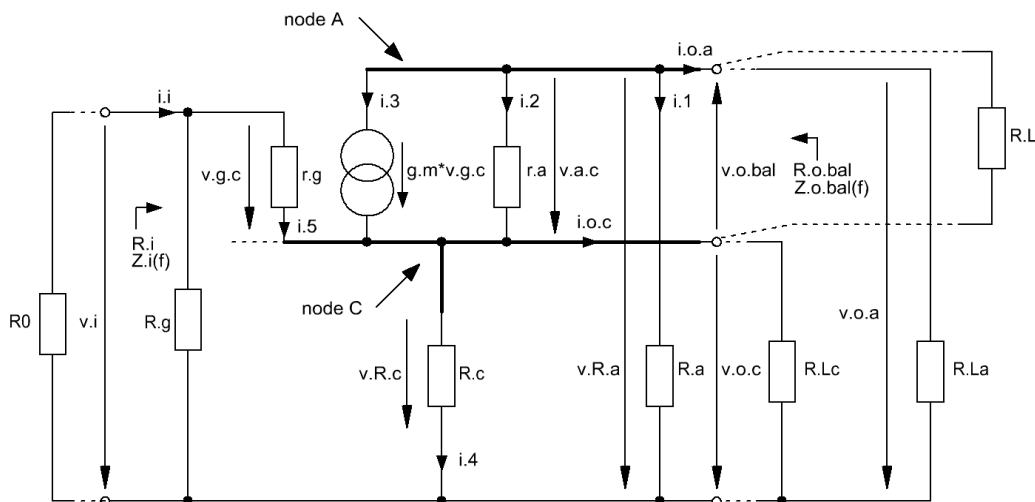 node A
i.o.a
i.i
i.3
i.2
i.1
R.L
v.g.c
r.g
g.m*v.g.c
r.a
v.a.c
v.o.bal
R.o.bal
Z.o.bal(f)
i.5
i.o.c
R.i
Z.i(f)
node C
R0
v.i
R.g
v.R.c
R.c
v.R.a
R.a
v.o.c
R.Lc
v.o.a
R.La
i.4